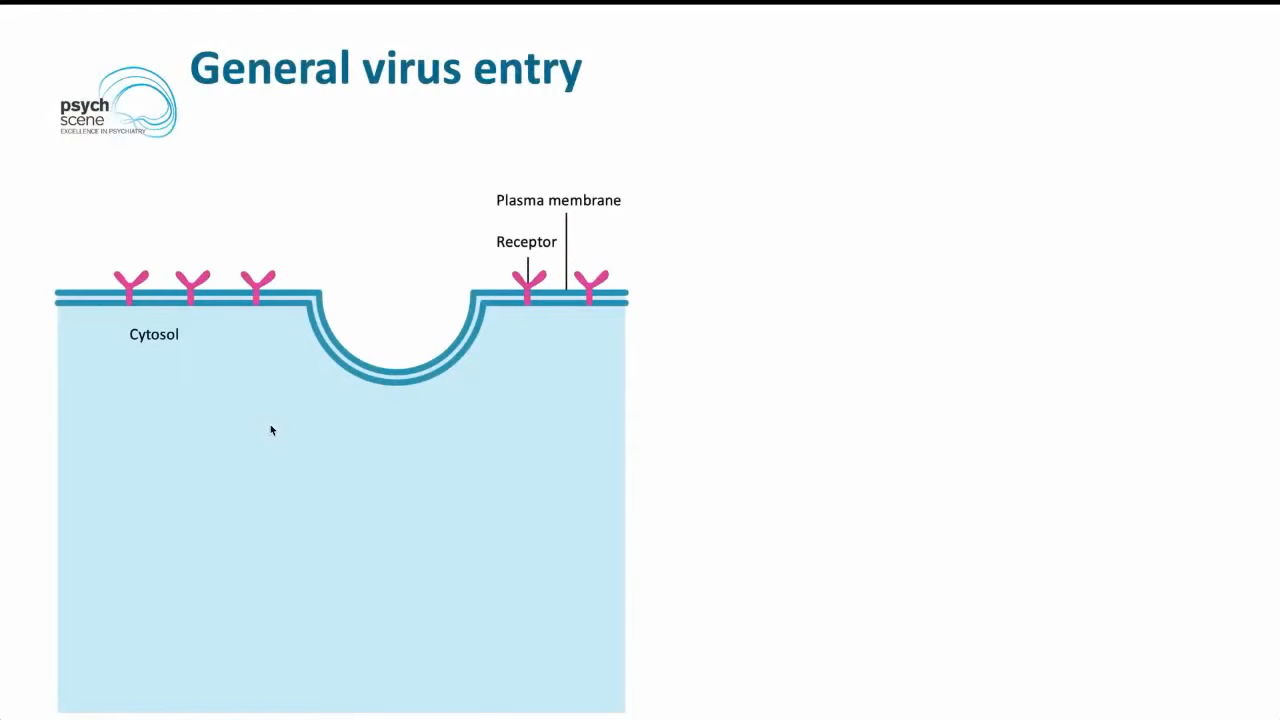 General virus entry
psych
scene
EXCELLENCE IN PSYCHIATRY
Plasma membrane
Receptor
Cytosol